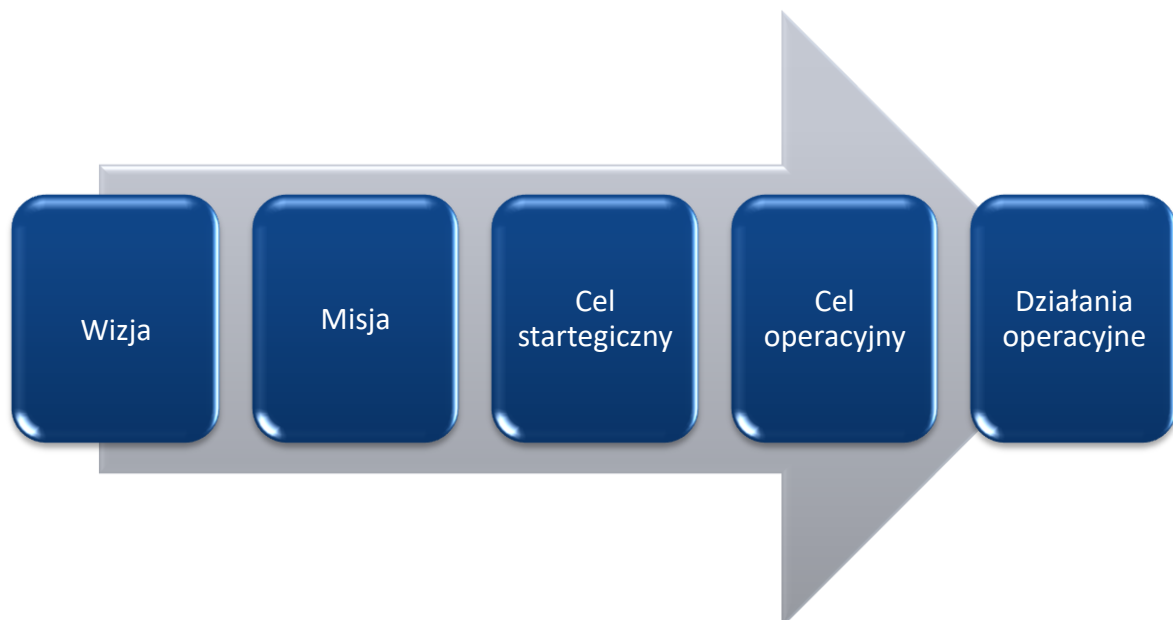 Wizja
Misja
Cel
startegiczny
Cel
operacyjny
Działania
operacyjne